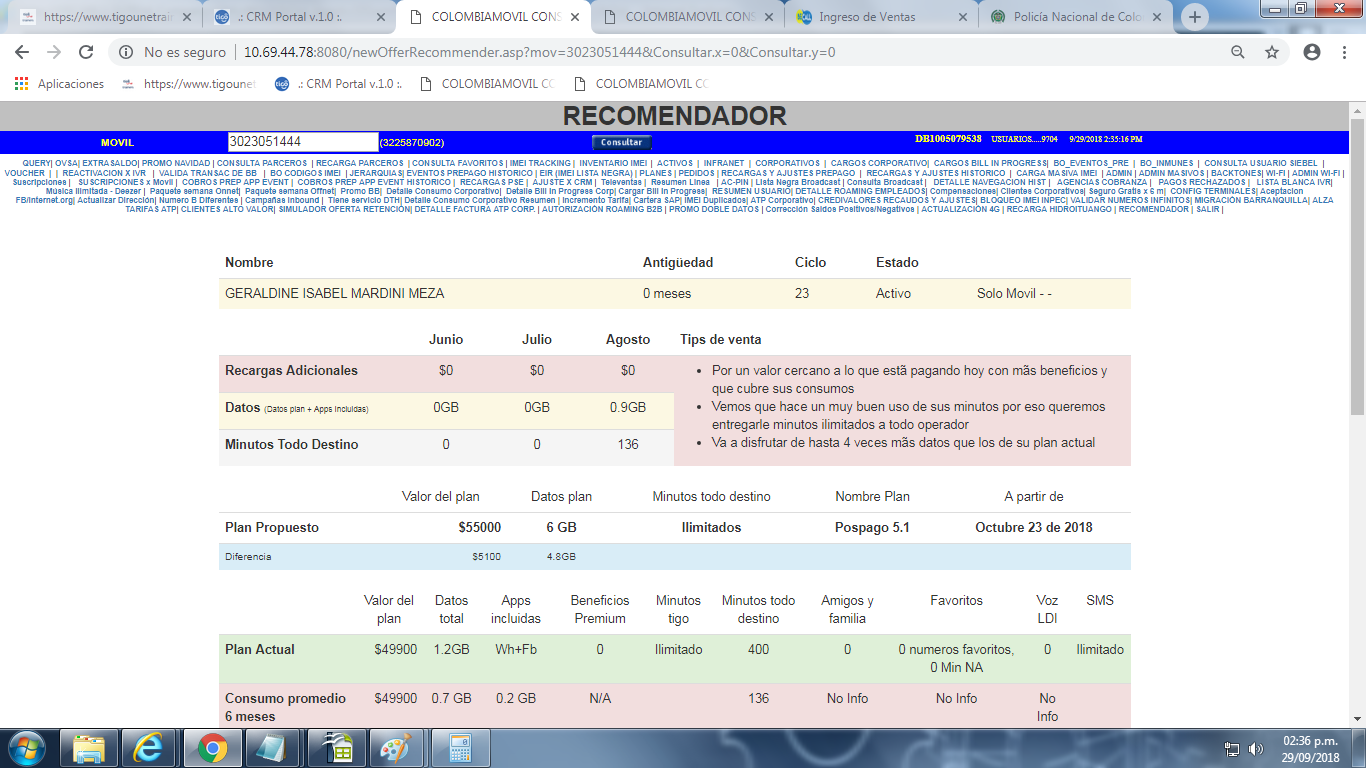 https://www.tigounetrai
.: CRM Portal v.1.0 :.
COLOMBIAMOVIL CONS
COLOMBIAMOVIL CONS
Ingreso de Ventas
Policía Nacional de Colo
No es seguro | 10.69.44.78:8080/newOfferRecommender.asp?mov=3023051444&Consultar.x=0&Consultar.y=0
Aplicaciones https://www.tigounet .: CRM Portal v.1.0 :. COLOMBIAMOVIL CO COLOMBIAMOVIL CO
RECOMENDADOR
MOVIL 3023051444 (3225870902) Consultar DB1005079538 USUARIOS.....9704 9/29/2018 2:35:16 PM
QUERY| OVSA| EXTRASALDO| PROMO NAVIDAD | CONSULTA PARCEROS | RECARGA PARCEROS | CONSULTA FAVORITOS | IMEI TRACKING | INVENTARIO IMEI | ACTIVOS | INFRANET | CORPORATIVOS | CARGOS CORPORATIVO| CARGOS BILL IN PROGRESS| BO_EVENTOS_PRE | BO_INMUNES | CONSULTA USUARIO SIEBEL |
VOUCHER | | REACTIVACION X IVR | VALIDA TRANSAC DE BB | BO CODIGOS IMEI | JERARQUIAS| EVENTOS PREPAGO HISTORICO | EIR (IMEI LISTA NEGRA) | PLANES | PEDIDOS | RECARGAS Y AJUSTES PREPAGO | RECARGAS Y AJUSTES HISTORICO | CARGA MASIVA IMEI | ADMIN | ADMIN MASIVOS | BACKTONES| WI-FI | ADMIN WI-FI |
Suscripciones | SUSCRIPCIONES x Movil | COBROS PREP APP EVENT | COBROS PREP APP EVENT HISTORICO | RECARGAS PSE | AJUSTE X CRM | Televentas | Resumen Linea | AC-PIN | Lista Negra Broadcast | Consulta Broadcast | DETALLE NAVEGACION HIST | AGENCIAS COBRANZA | PAGOS RECHAZADOS | LISTA BLANCA IVR|
Musica Ilimitada - Deezer | Paquete semana Offnet| Promo BB| Detalle Consumo Corporativo| Detalle Bill In Progress Corp| Cargar Bill In Progress| RESUMEN USUARIO| DETALLE ROAMING EMPLEADOS| Compensaciones| Clientes Corporativos| Seguro Gratis x 6 m| CONFIG TERMINALES| Aceptacion
FB/Internet.org| Actualizar Dirección| Numero B Diferentes | Campañas Inbound | Tiene servicio DTH| Detalle Consumo Corporativo Resumen | Incremento Tarifa| Cartera SAP| IMEI Duplicados| ATP Corporativo| CREDIVALORES RECAUDOS Y AJUSTES| BLOQUEO IMEI INPEC| VALIDAR NUMEROS INFINITOS| MIGRACIÓN BARRANQUILLA| ALZA
TARIFAS ATP| CLIENTES ALTO VALOR| SIMULADOR OFERTA RETENCIÓN| DETALLE FACTURA ATP CORP. | AUTORIZACIÓN ROAMING B2B | PROMO DOBLE DATOS | Corrección Saldos Positivos/Negativos | ACTUALIZACIÓN 4G | RECARGA HIDROITUANGO | RECOMENDADOR | SALIR |
Nombre Antigüedad Ciclo Estado
GERALDINE ISABEL MARDINI MEZA 0 meses 23 Activo Solo Movil - -
Junio Julio Agosto Tips de venta
Recargas Adicionales $0 $0 $0
Datos (Datos plan + Apps incluidas) 0GB 0GB 0.9GB
Minutos Todo Destino 0 0 136
• Por un valor cercano a lo que estã pagando hoy con mãs beneficios y
que cubre sus consumos
• Vemos que hace un muy buen uso de sus minutos por eso queremos
entregarle minutos ilimitados a todo operador
• Va a disfrutar de hasta 4 veces mãs datos que los de su plan actual
Valor del plan Datos plan Minutos todo destino Nombre Plan A partir de
Plan Propuesto $55000 6 GB Ilimitados Pospago 5.1 Octubre 23 de 2018
Diferencia $5100 4.8GB
Valor del plan Datos total Apps incluidas Beneficios Premium Minutos tigo Minutos todo destino Amigos y familia Favoritos Voz LDI SMS
Plan Actual $49900 1.2GB Wh+Fb 0 Ilimitado 400 0 0 numeros favoritos, 0 Min NA 0 Ilimitado
Consumo promedio 6 meses $49900 0.7 GB 0.2 GB N/A 136 No Info No Info No Info
02:36 p.m.
29/09/2018